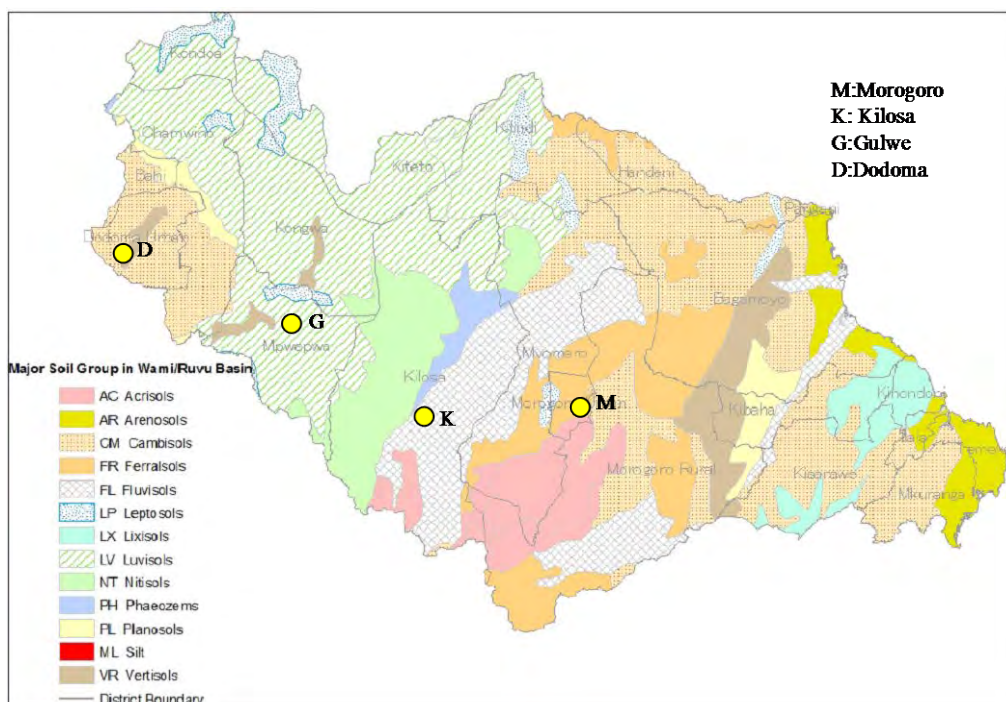 M:Morogoro
K: Kilosa
G:Gulwe
D:Dodoma
Kondoa
Chamwino
Kilindi
Kiteto
Handeni
Bahi
Pangani
Kongwa
D
Bagamoyo
G
Mpwapwa
Mvomero
Kilosa
Kibaha
Kinondoni
K
M
Morogoro Rural
Kisarawe
Temeke
Mkuranga
Major Soil Group in Wami/Ruvu Basin
AC Acrisols
AR Arenosols
CM Cambisols
FR Ferralsols
FL Fluvisols
LP Leptosols
LX Lixisols
LV Luvisols
NT Nitisols
PH Phaeozems
PL Planosols
ML Silt
VR Vertisols
District Boundary